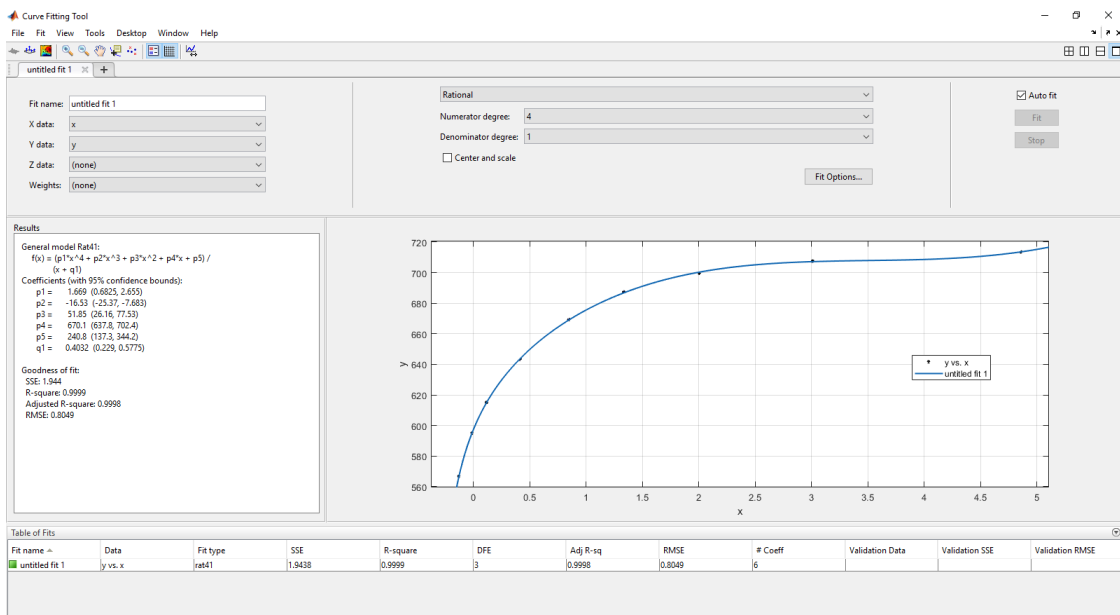 Curve Fitting Tool
File Fit View Tools Desktop Window Help
untitled fit 1
Fit name: untitled fit 1
X data: x
Y data: y
Z data: (none)
Weights: (none)
Rational
Numerator degree: 4
Denominator degree: 1
Center and scale
Fit Options...
Auto fit
Fit
Stop
Results
General model Rat41:
f(x) = (p1*x^4 + p2*x^3 + p3*x^2 + p4*x + p5) /
(x + q1)
Coefficients (with 95% confidence bounds):
p1 = 1.669 (0.6825, 2.655)
p2 = -16.53 (-25.37, -7.683)
p3 = 51.85 (26.16, 77.53)
p4 = 670.1 (637.8, 702.4)
p5 = 240.8 (137.3, 344.2)
q1 = 0.4032 (0.229, 0.5775)
Goodness of fit:
SSE: 1.944
R-square: 0.9999
Adjusted R-square: 0.9998
RMSE: 0.8049
720
700
680
660
640
620
600
580
560
y
0 0.5 1 1.5 2 2.5 3 3.5 4 4.5 5
x
y vs. x
untitled fit 1
Table of Fits
Fit name Data Fit type SSE R-square DFE Adj R-sq RMSE # Coeff Validation Data Validation SSE Validation RMSE
untitled fit 1 y vs. x rat41 1.9438 0.9999 3 0.9998 0.8049 6